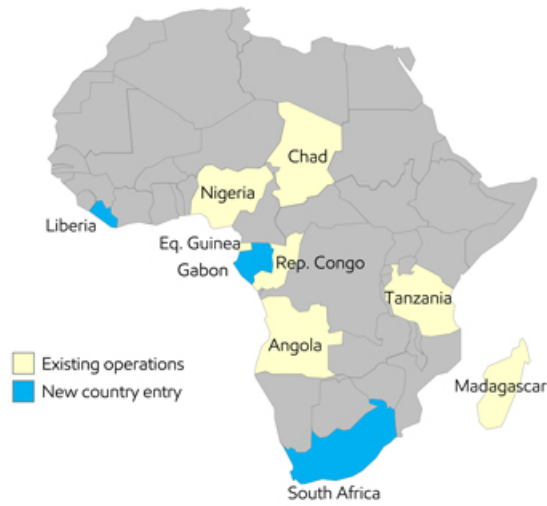 Chad
Nigeria
Liberia
Eq. Guinea
Gabon
Rep. Congo
Tanzania
Angola
Existing operations
New country entry
Madagascar
South Africa